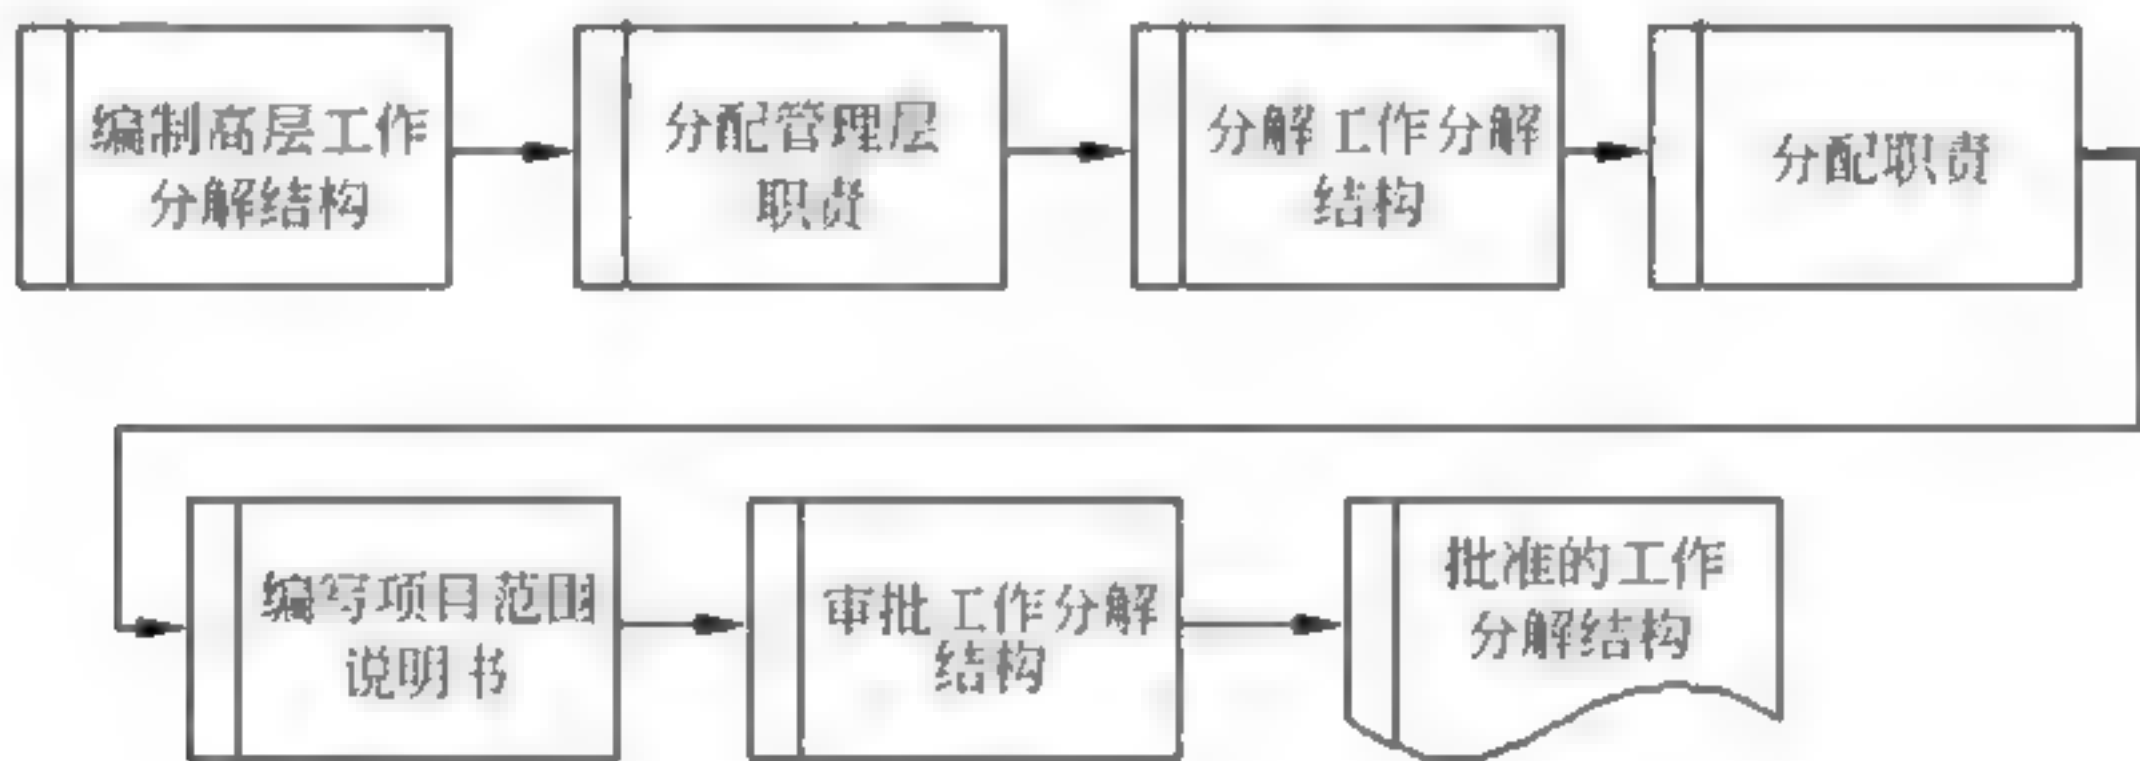 编制高层工作
分解结构
分配管理层
职责
分解工作分解
结构
分配职责
编写项目范围
说明书
审批工作分解
结构
批准的工作
分解结构